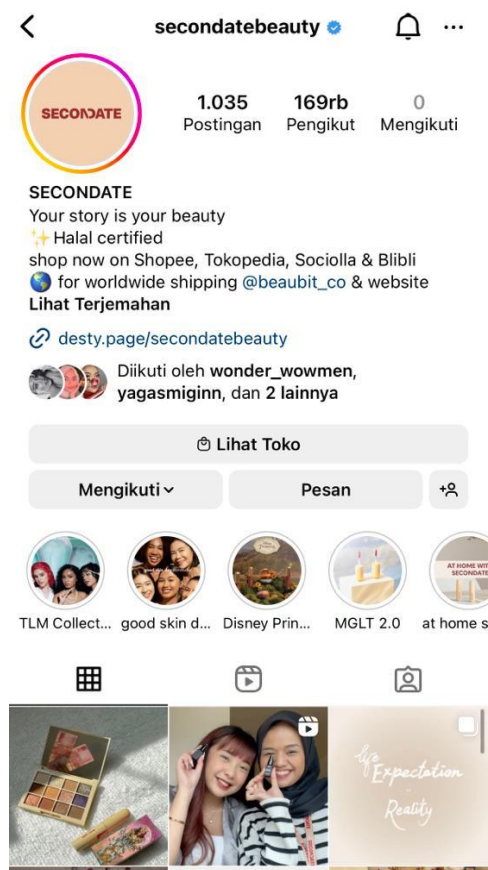 secondatebeauty
SECONDATE
1.035 169rb 0
Postingan Pengikut Mengikuti
SECONDATE
Your story is your beauty
✨ Halal certified
shop now on Shopee, Tokopedia, Sociolla & Blibli
🌎 for worldwide shipping @beaubit_co & website
Lihat Terjemahan
desty.page/secondatebeauty
Diikuti oleh wonder_wowmen,
yagasmiginn, dan 2 lainnya
Lihat Toko
Mengikuti Pesan
AT HOME WIT
SECONDATE
TLM Collect... good skin d... Disney Prin... MGLT 2.0 at home s
life
Expectation
-
Reality